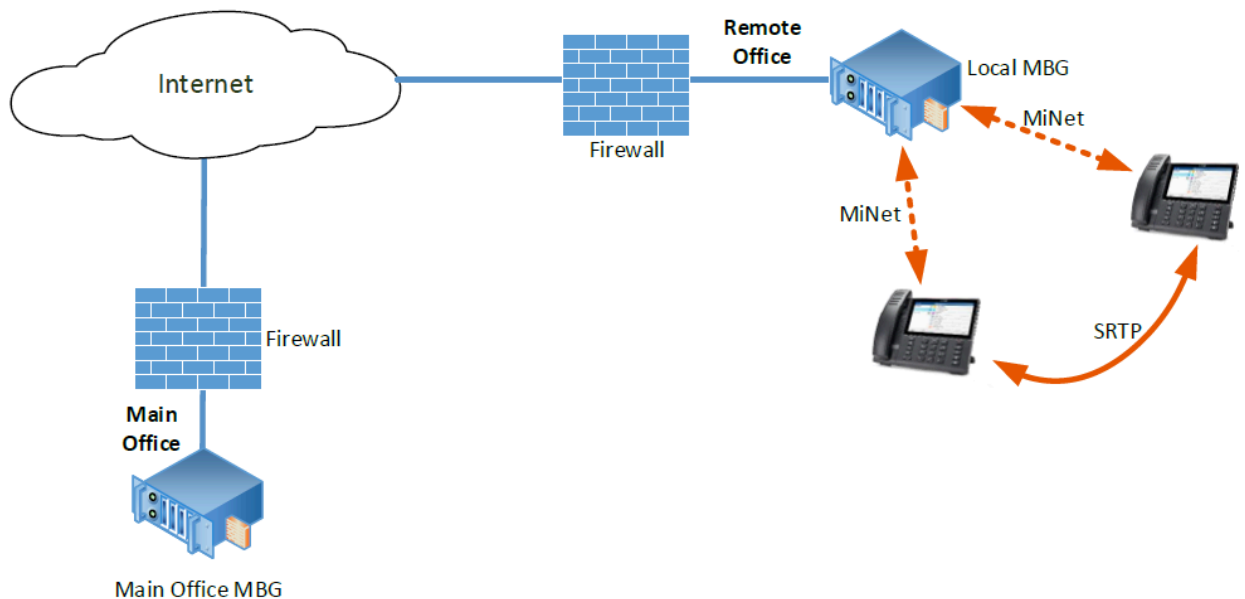 Remote
Office
Internet
Local MBG
MiNet
Firewall
MiNet
SRTP
Firewall
Main
Office
Main Office MBG